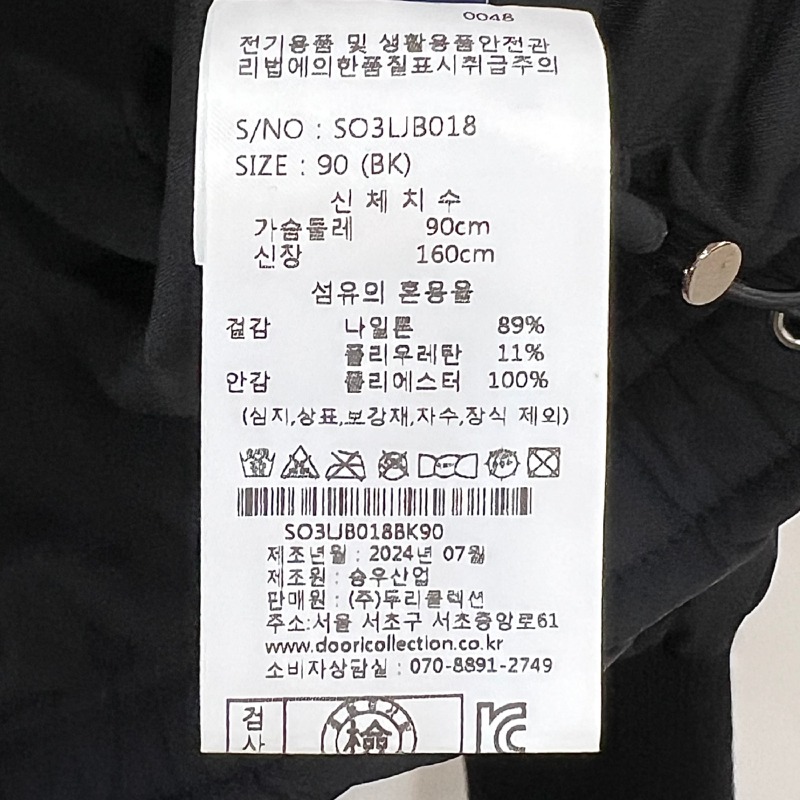 0048
전기용품 및 생활용품안전관
리법에의한품질표시취급주의
S/NO : SO3LJB018
SIZE : 90 (BK)
신 체 치 수
가슴둘레 90cm
신장 160cm
섬유의 혼용율
겉감 나일론 89%
폴리우레탄 11%
안감 폴리에스터 100%
(심지,상표,보강재,자수,장식 제외)
SO3LJB018BK90
제조년월 : 2024년 07월
제조원 : 승우산업
판매원 : (주)두리콜렉션
주소:서울 서초구 서초중앙로61
www.dooricollection.co.kr
소비자상담실 : 070-8891-2749
검
사
檢